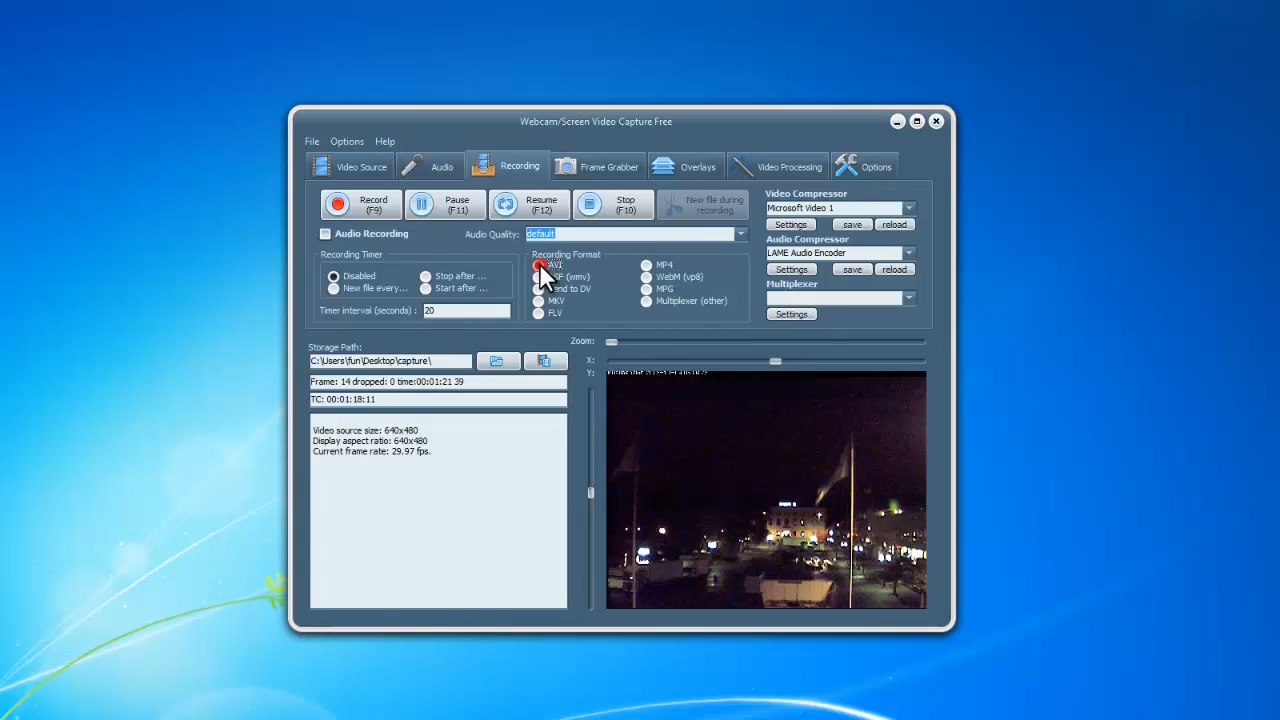 Webcam/Screen Video Capture Free
File Options Help
Video Source Audio Recording Frame Grabber Overlays Video Processing Options
Record (F9)
Pause (F11)
Resume (F12)
Stop (F10)
New file during recording
Audio Recording
Audio Quality: default
Recording Timer
Disabled
Stop after ...
New file every...
Start after ...
Timer interval (seconds) : 20
Recording Format
AVI
(wmv)
to DV
MKV
FLV
MP4
WebM (vp8)
MPG
Multiplexer (other)
Video Compressor
Microsoft Video 1
Settings save reload
Audio Compressor
LAME Audio Encoder
Settings save reload
Multiplexer
Settings
Storage Path:
C:\Users\fun\Desktop\capture\
Frame: 14 dropped: 0 time:00:01:21 39
TC: 00:01:18:11
Video source size: 640x480
Display aspect ratio: 640x480
Current frame rate: 29.97 fps.
Zoom:
X:
Y: